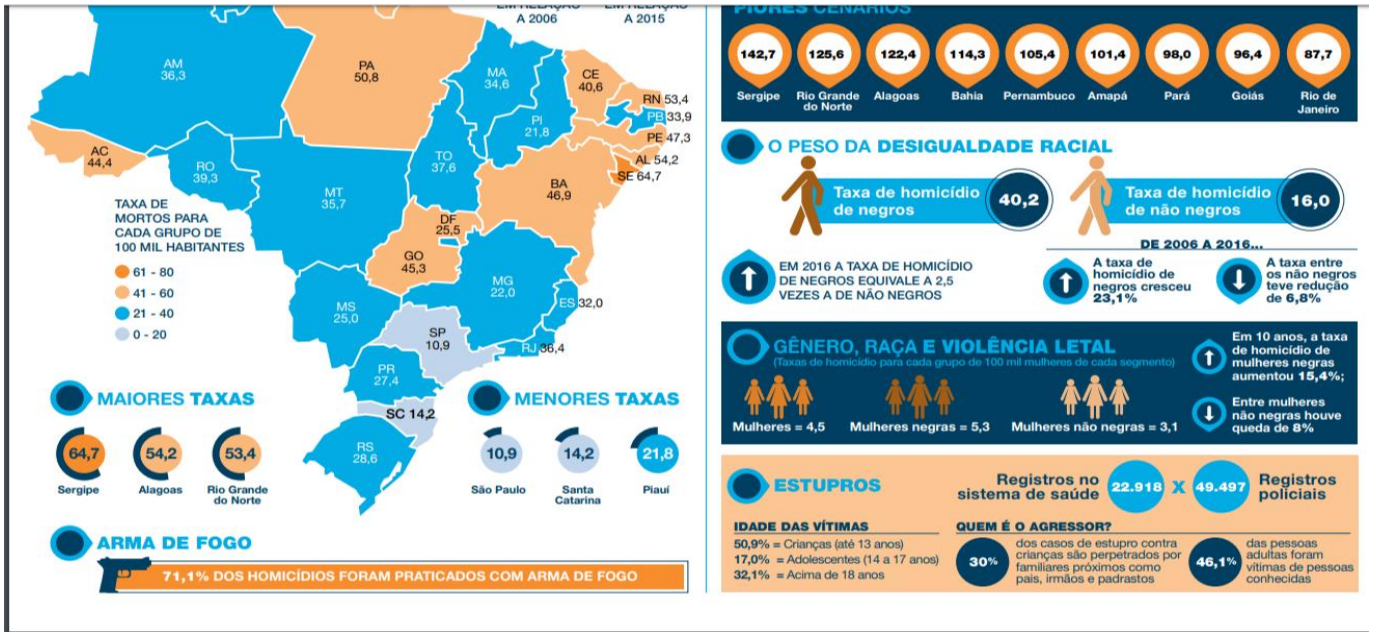 EM RELAÇÃO
A 2006
EM RELAÇÃO
A 2015
AM
36,3
PA
50,8
MA
34,6
CE
40,6
RN 53,4
PB 33,9
PI
21,8
PE 47,3
AC
44,4
RO
39,3
TO
37,6
AL 54,2
SE 64,7
MT
35,7
BA
46,9
DF
25,5
GO
45,3
MG
22,0
ES 32,0
MS
25,0
SP
10,9
RJ 36,4
PR
27,4
SC 14,2
RS
28,6
TAXA DE
MORTOS PARA
CADA GRUPO DE
100 MIL HABITANTES
61 - 80
41 - 60
21 - 40
0 - 20
MAIORES TAXAS
64,7
Sergipe
54,2
Alagoas
53,4
Rio Grande
do Norte
MENORES TAXAS
10,9
São Paulo
14,2
Santa
Catarina
21,8
Piauí
ARMA DE FOGO
71,1% DOS HOMICÍDIOS FORAM PRATICADOS COM ARMA DE FOGO
PIORES CENÁRIOS
142,7
Sergipe
125,6
Rio Grande
do Norte
122,4
Alagoas
114,3
Bahia
105,4
Pernambuco
101,4
Amapá
98,0
Pará
96,4
Goiás
87,7
Rio de
Janeiro
O PESO DA DESIGUALDADE RACIAL
Taxa de homicídio
de negros
40,2
Taxa de homicídio
de não negros
16,0
EM 2016 A TAXA DE HOMICÍDIO
DE NEGROS EQUIVALE A 2,5
VEZES A DE NÃO NEGROS
DE 2006 A 2016...
A taxa de
homicídio de
negros cresceu
23,1%
A taxa entre
os não negros
teve redução
de 6,8%
GÊNERO, RAÇA E VIOLÊNCIA LETAL
(Taxas de homicídio para cada grupo de 100 mil mulheres de cada segmento)
Mulheres = 4,5
Mulheres negras = 5,3
Mulheres não negras = 3,1
Em 10 anos, a taxa
de homicídio de
mulheres negras
aumentou 15,4%;
Entre mulheres
não negras houve
queda de 8%
ESTUPROS
Registros no
sistema de saúde
22.918 X 49.497
Registros
policiais
IDADE DAS VÍTIMAS
50,9% = Crianças (até 13 anos)
17,0% = Adolescentes (14 a 17 anos)
32,1% = Acima de 18 anos
QUEM É O AGRESSOR?
30%
dos casos de estupro contra
crianças são perpetrados por
familiares próximos como
pais, irmãos e padrastos
46,1%
das pessoas
adultas foram
vítimas de pessoas
conhecidas